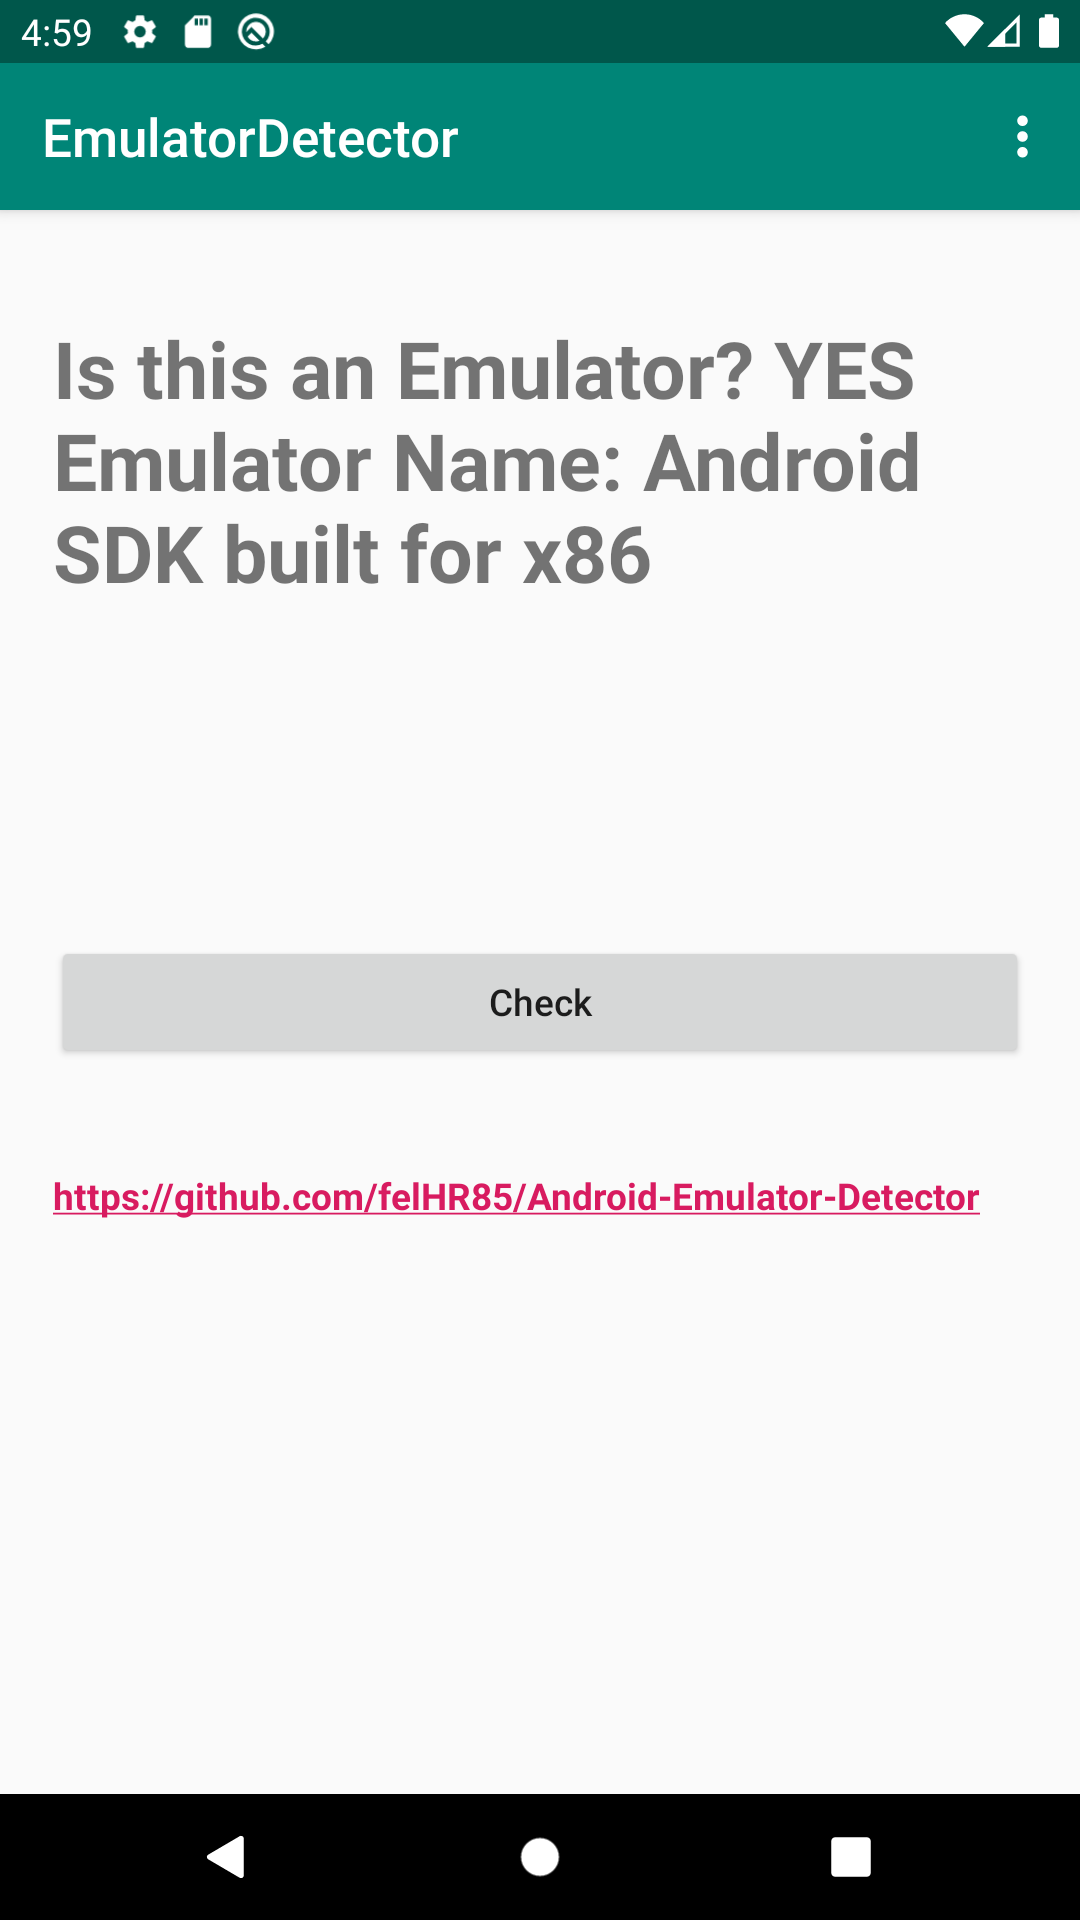 4:59
EmulatorDetector
Is this an Emulator? YES
Emulator Name: Android
SDK built for x86
Check
https://github.com/felHR85/Android-Emulator-Detector